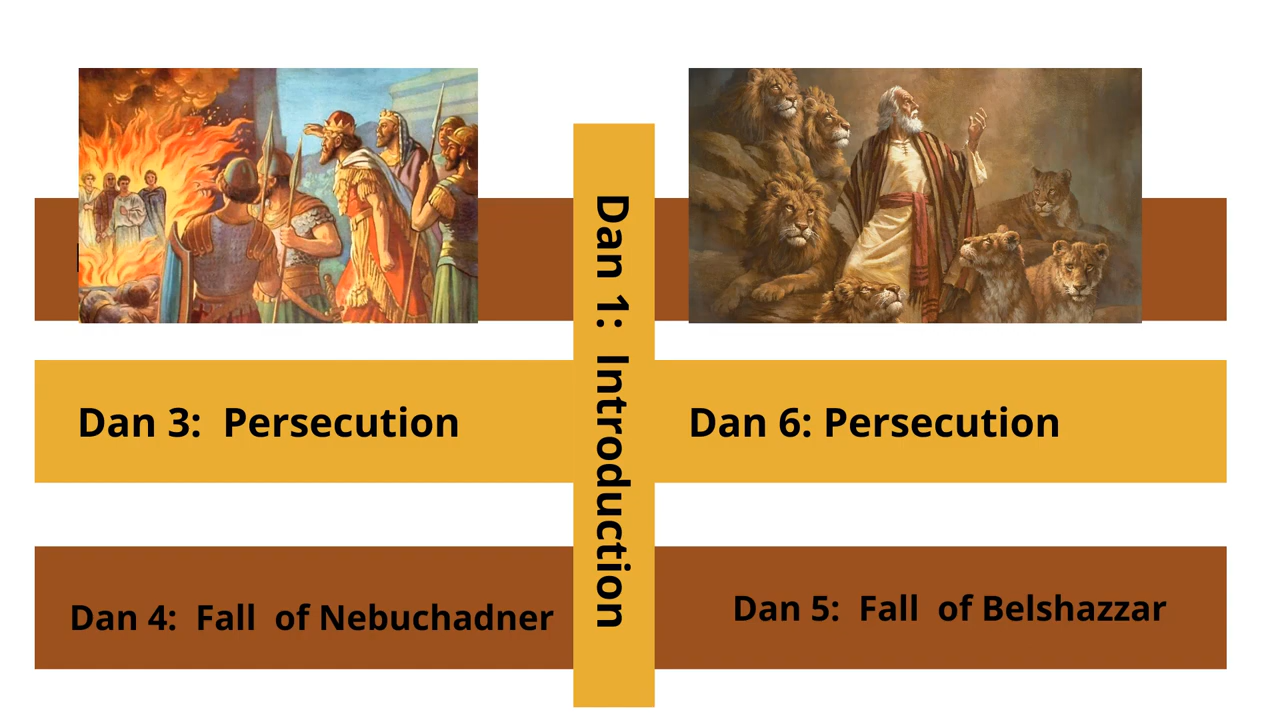 Dan 1: Introduction
Dan 3: Persecution
Dan 6: Persecution
Dan 4: Fall of Nebuchadner
Dan 5: Fall of Belshazzar